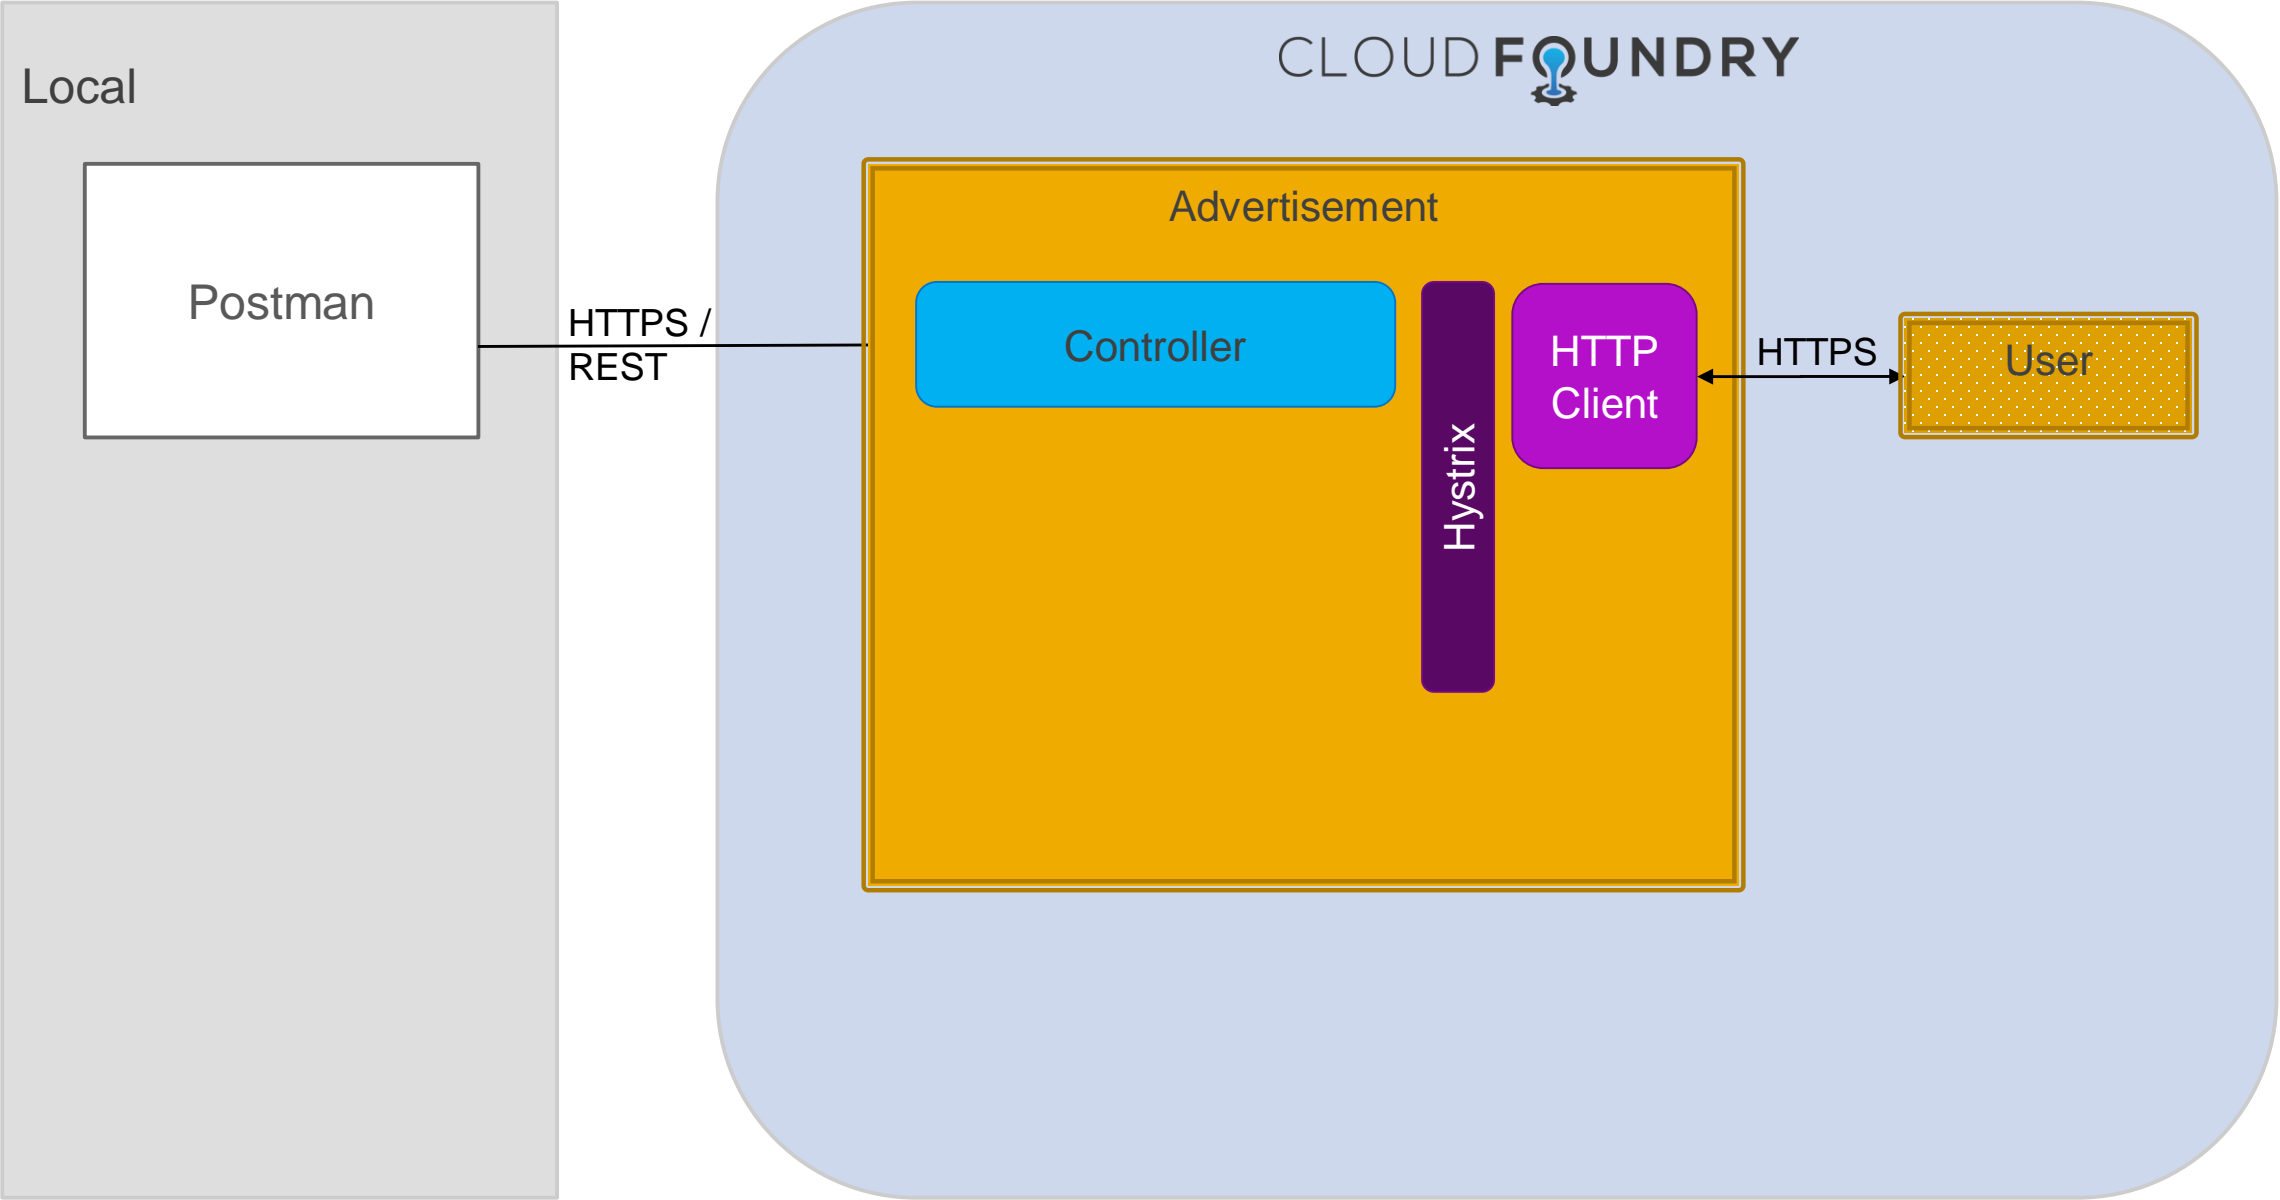 Local
CLOUD FOUNDRY
Advertisement
Postman
HTTPS /
REST
Controller
Hystrix
HTTP
Client
HTTPS
User